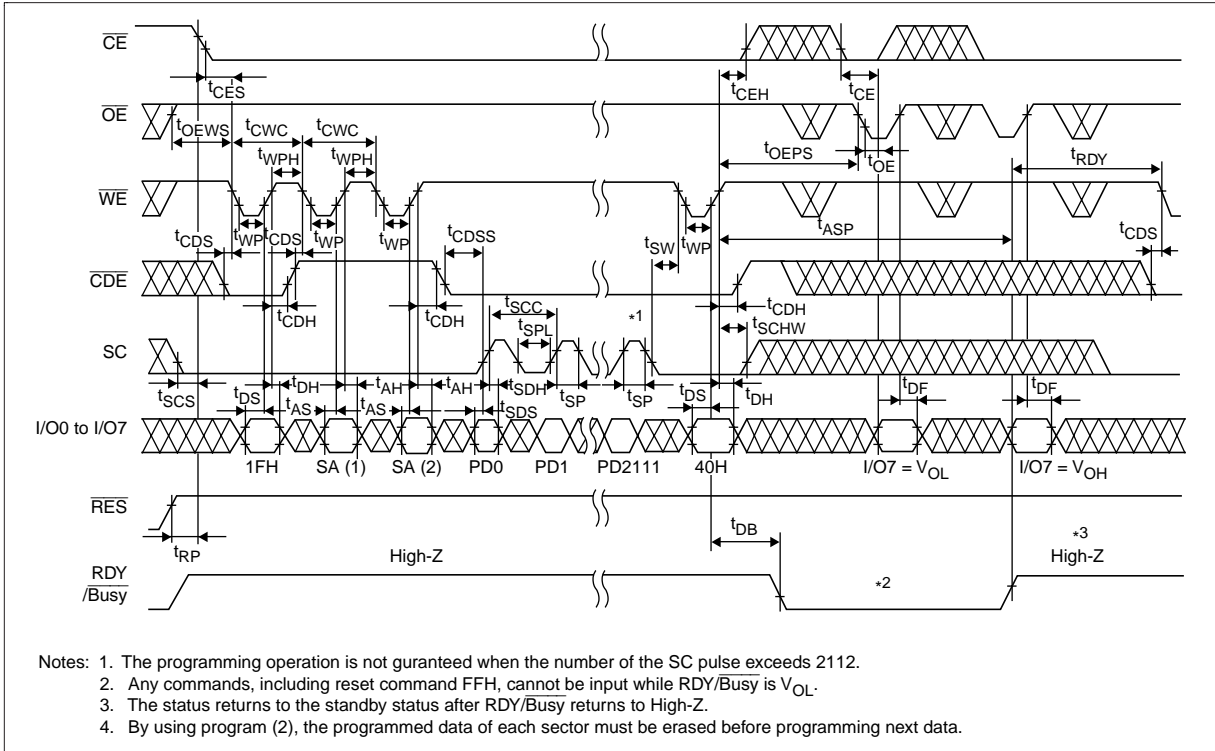 CE
tCES
tCEH
tCE
OE
tOEWS
tCWC
tCWC
tWPH
tWPH
tOEPS
tOE
tRDY
WE
tCDS
tWP
tCDS
tWP
tWP
tCDSS
tSW
tWP
tASP
tCDS
CDE
tCDH
tCDH
tSCC
*1
tCDH
tSPL
tSCHW
SC
tSCS
tDS
tDH
tAS
tAH
tAS
tAH
tSDH
tSDS
tSP
tSP
tDS
tDH
tDF
tDF
I/O0 to I/O7
1FH
SA (1)
SA (2)
PD0
PD1
PD2111
40H
I/O7 = VOL
I/O7 = VOH
RES
tRP
High-Z
tDB
*3
High-Z
RDY
/Busy
*2
Notes: 1. The programming operation is not guranteed when the number of the SC pulse exceeds 2112.
2. Any commands, including reset command FFH, cannot be input while RDY/Busy is VOL.
3. The status returns to the standby status after RDY/Busy returns to High-Z.
4. By using program (2), the programmed data of each sector must be erased before programming next data.